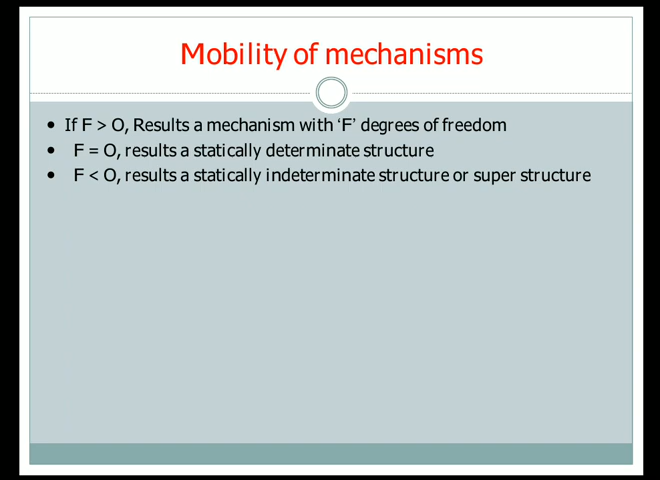 Mobility of mechanisms
• If F > O, Results a mechanism with ‘F’ degrees of freedom
• F = O, results a statically determinate structure
• F < O, results a statically indeterminate structure or super structure